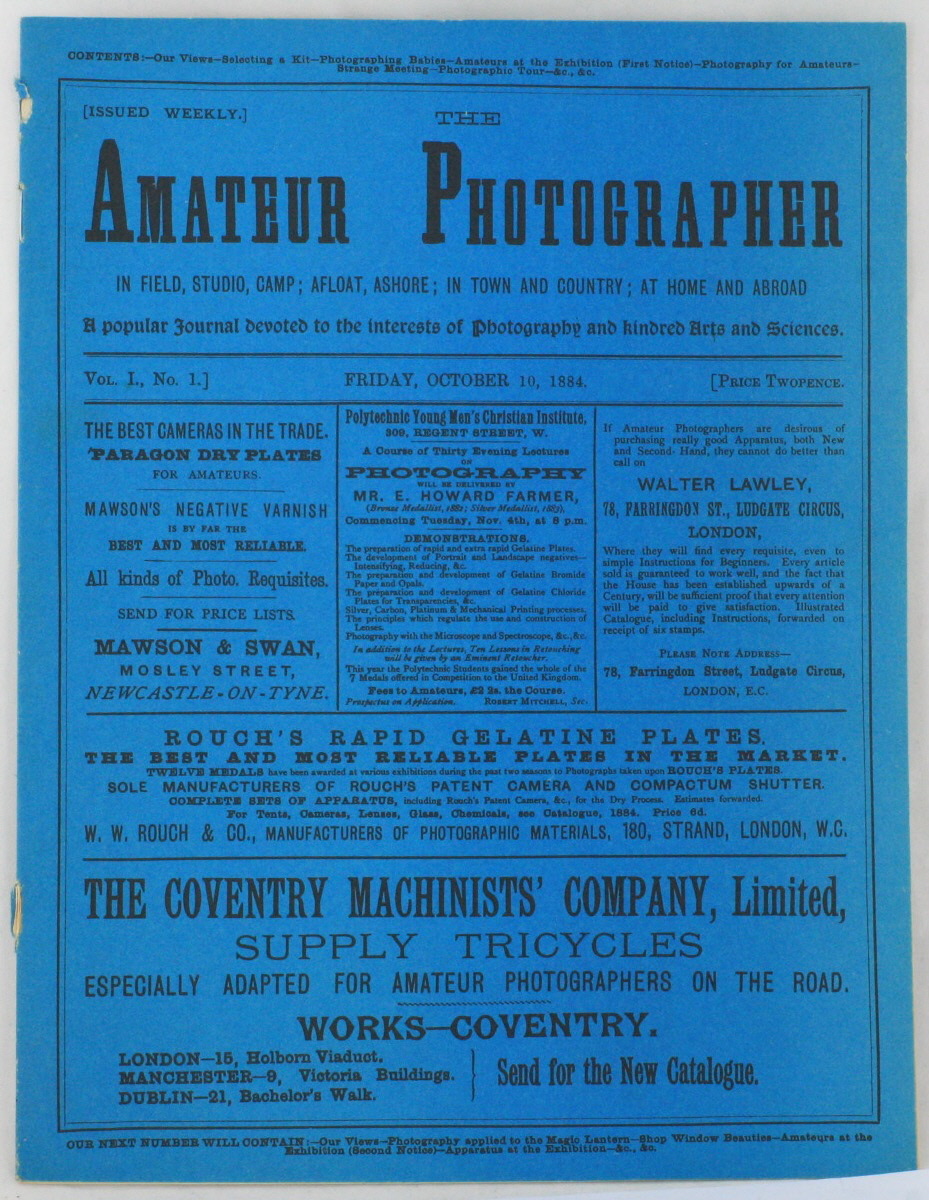 CONTENTS:—Our Views—Selecting a Kit—Photographing Babies—Amateurs at the Exhibition (First Notice)—Photography for Amateurs—
Strange Meeting—Photographic Tour—&c., &c.
[ISSUED WEEKLY.]
THE
AMATEUR PHOTOGRAPHER
IN FIELD, STUDIO, CAMP; AFLOAT, ASHORE; IN TOWN AND COUNTRY; AT HOME AND ABROAD
A popular Journal devoted to the interests of Photography and kindred Arts and Sciences.
VOL. I., No. 1.]
FRIDAY, OCTOBER 10, 1884.
[PRICE TWOPENCE.
THE BEST CAMERAS IN THE TRADE.
'PARAGON DRY PLATES
FOR AMATEURS.
MAWSON'S NEGATIVE VARNISH
IS BY FAR THE
BEST AND MOST RELIABLE.
All kinds of Photo. Requisites.
SEND FOR PRICE LISTS.
MAWSON & SWAN,
MOSLEY STREET,
NEWCASTLE-ON-TYNE.
Polytechnic Young Men's Christian Institute,
309, REGENT STREET, W.
A Course of Thirty Evening Lectures
ON
PHOTOGRAPHY
WILL BE DELIVERED BY
MR. E. HOWARD FARMER,
(Bronze Medallist, 1882; Silver Medallist, 1883).
Commencing Tuesday, Nov. 4th, at 8 p.m.
DEMONSTRATIONS.
The preparation of rapid and extra rapid Gelatine Plates.
The development of Portrait and Landscape negatives—
Intensifying, Reducing, &c.
The preparation and development of Gelatine Bromide
Paper and Opals.
The preparation and development of Gelatine Chloride
Plates for Transparencies, &c.
Silver, Carbon, Platinum & Mechanical Printing processes.
The principles which regulate the use and construction of
Lenses.
Photography with the Microscope and Spectroscope, &c., &c.
In addition to the Lectures, Ten Lessons in Retouching
will be given by an Eminent Retoucher.
This year the Polytechnic Students gained the whole of the
7 Medals offered in Competition to the United Kingdom.
Fees to Amateurs, £2 2s. the Course.
Prospectus on Application. ROBERT MITCHELL, Sec.
If Amateur Photographers are desirous of
purchasing really good Apparatus, both New
and Second-Hand, they cannot do better than
call on
WALTER LAWLEY,
78, FARRINGDON ST., LUDGATE CIRCUS,
LONDON,
Where they will find every requisite, even to
simple Instructions for Beginners. Every article
sold is guaranteed to work well, and the fact that
the House has been established upwards of a
Century, will be sufficient proof that every attention
will be paid to give satisfaction. Illustrated
Catalogue, including Instructions, forwarded on
receipt of six stamps.
PLEASE NOTE ADDRESS—
78, Farringdon Street, Ludgate Circus,
LONDON, E.C.
ROUCH'S RAPID GELATINE PLATES.
THE BEST AND MOST RELIABLE PLATES IN THE MARKET.
TWELVE MEDALS have been awarded at various exhibitions during the past two seasons to Photographs taken upon ROUCH'S PLATES.
SOLE MANUFACTURERS OF ROUCH'S PATENT CAMERA AND COMPACTUM SHUTTER.
COMPLETE SETS OF APPARATUS, including Rouch's Patent Camera, &c., for the Dry Process. Estimates forwarded.
For Tents, Cameras, Lenses, Glass, Chemicals, see Catalogue, 1884. Price 6d.
W. W. ROUCH & CO., MANUFACTURERS OF PHOTOGRAPHIC MATERIALS, 180, STRAND, LONDON, W.C.
THE COVENTRY MACHINISTS' COMPANY, Limited,
SUPPLY TRICYCLES
ESPECIALLY ADAPTED FOR AMATEUR PHOTOGRAPHERS ON THE ROAD.
WORKS—COVENTRY.
LONDON—15, Holborn Viaduct.
MANCHESTER—9, Victoria Buildings.
DUBLIN—21, Bachelor's Walk.
Send for the New Catalogue.
OUR NEXT NUMBER WILL CONTAIN:—Our Views—Photography applied to the Magic Lantern—Shop Window Beauties—Amateurs at the
Exhibition (Second Notice)—Apparatus at the Exhibition—&c., &c.